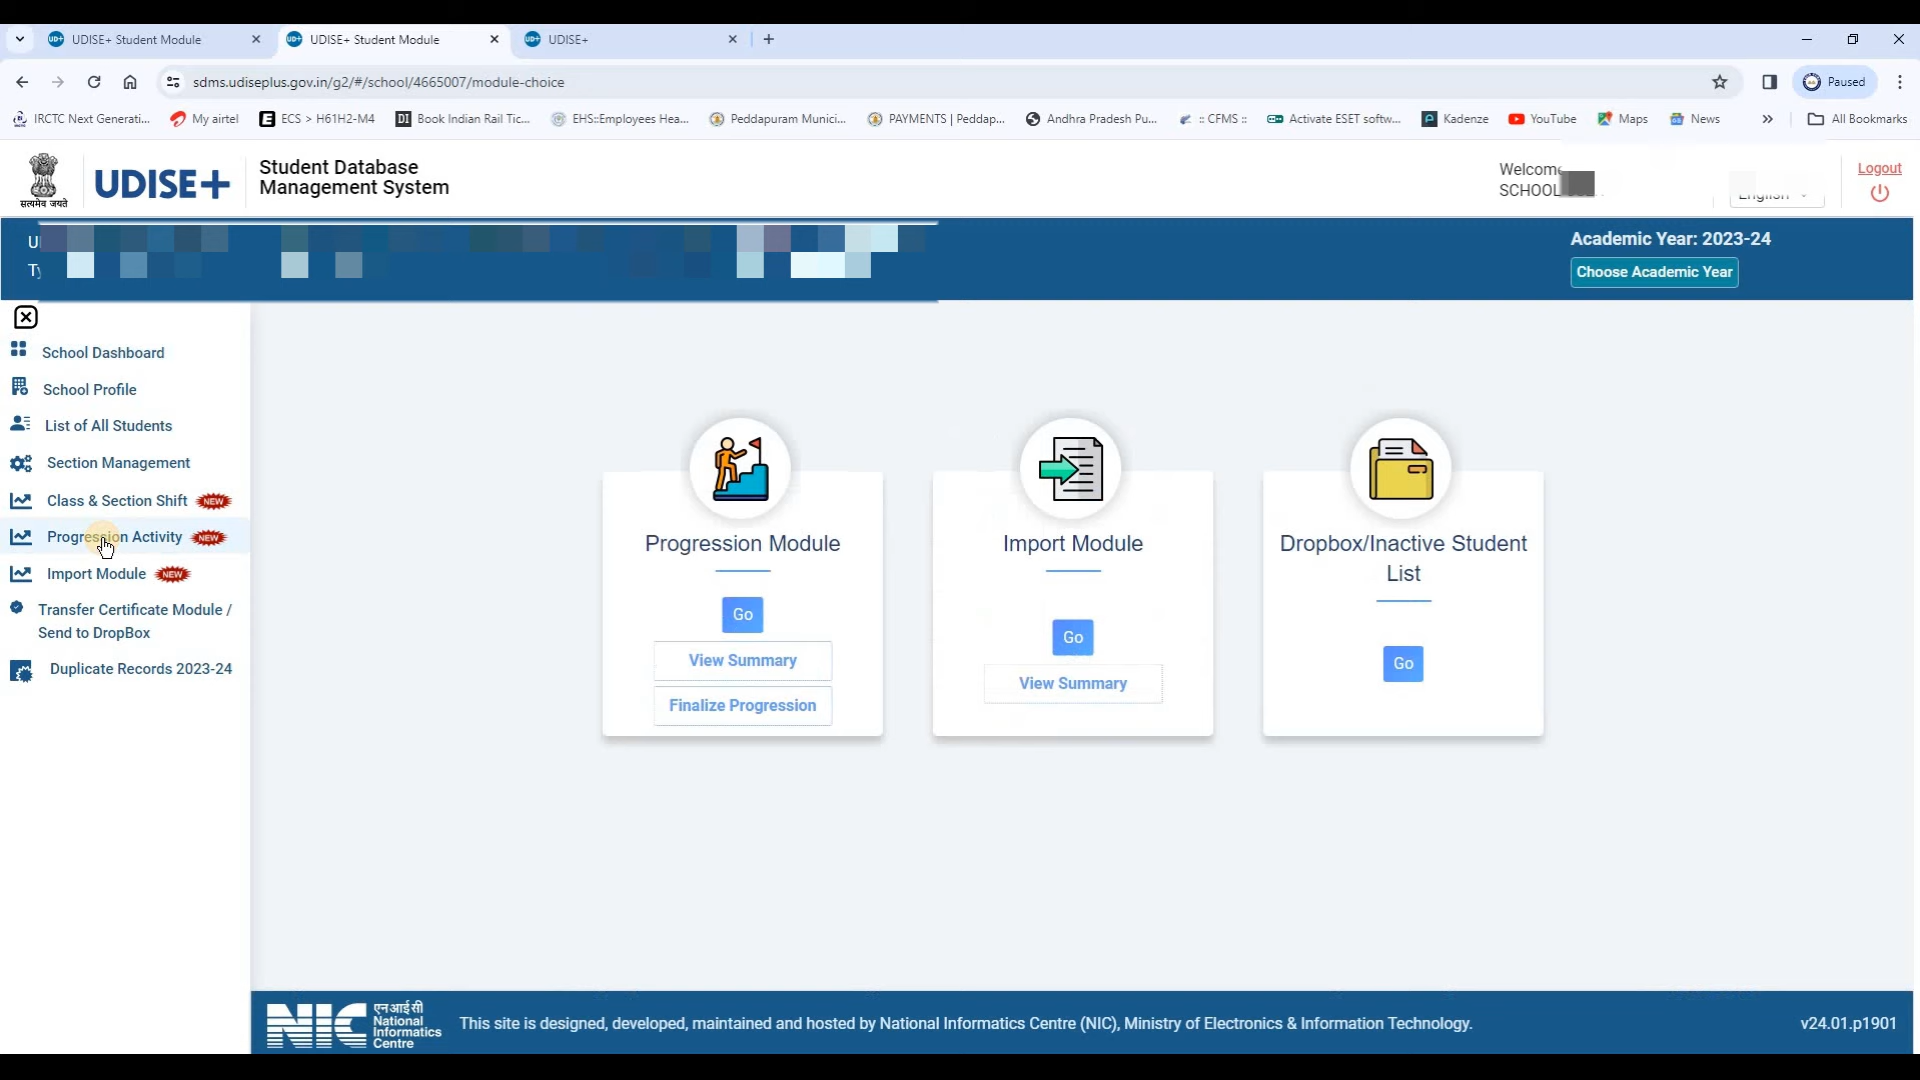 UDISE+ Student Module
UDISE+ Student Module
UDISE+
sdms.udiseplus.gov.in/g2/#/school/4665007/module-choice
Paused
IRCTC Next Generati...
My airtel
ECS > H61H2-M4
Book Indian Rail Tic...
EHS::Employees Hea...
Peddapuram Munici...
PAYMENTS | Peddap...
Andhra Pradesh Pu...
:: CFMS ::
Activate ESET softw...
Kadenze
YouTube
Maps
News
All Bookmarks
सत्यमेव जयते
UDISE+
Student Database
Management System
Welcome
SCHOOL
English
Logout
Academic Year: 2023-24
Choose Academic Year
School Dashboard
School Profile
List of All Students
Section Management
Class & Section Shift NEW
Progression Activity NEW
Import Module NEW
Transfer Certificate Module /
Send to DropBox
Duplicate Records 2023-24
Progression Module
Go
View Summary
Finalize Progression
Import Module
Go
View Summary
Dropbox/Inactive Student
List
Go
NIC
एनआईसी
National
Informatics
Centre
This site is designed, developed, maintained and hosted by National Informatics Centre (NIC), Ministry of Electronics & Information Technology.
v24.01.p1901